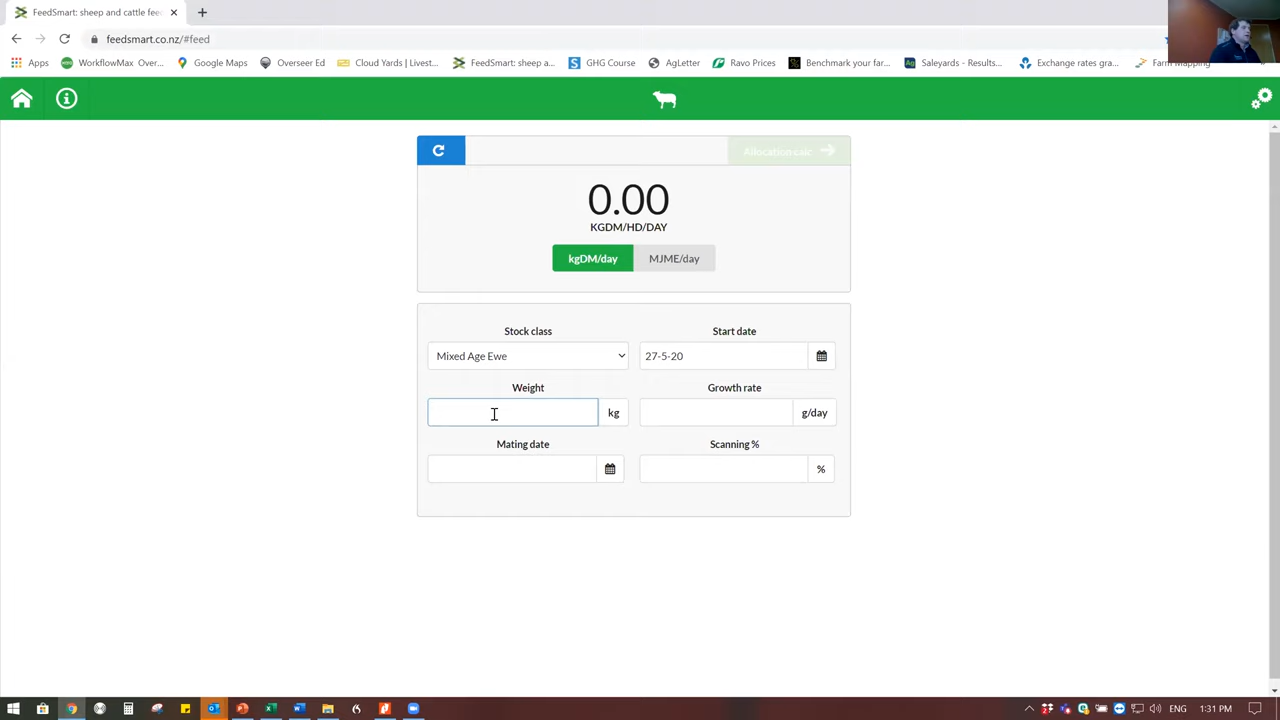 FeedSmart: sheep and cattle fee
feedsmart.co.nz/#feed
Apps
WorkflowMax Over...
Google Maps
Overseer Ed
Cloud Yards | Livest...
FeedSmart: sheep a...
GHG Course
AgLetter
Ravo Prices
Benchmark your far...
Saleyards - Results...
Exchange rates gra...
Farm Mapping
Allocation calc
0.00
KGDM/HD/DAY
kgDM/day
MJME/day
Stock class
Start date
Mixed Age Ewe
27-5-20
Weight
Growth rate
kg
g/day
Mating date
Scanning %
%
ENG
1:31 PM